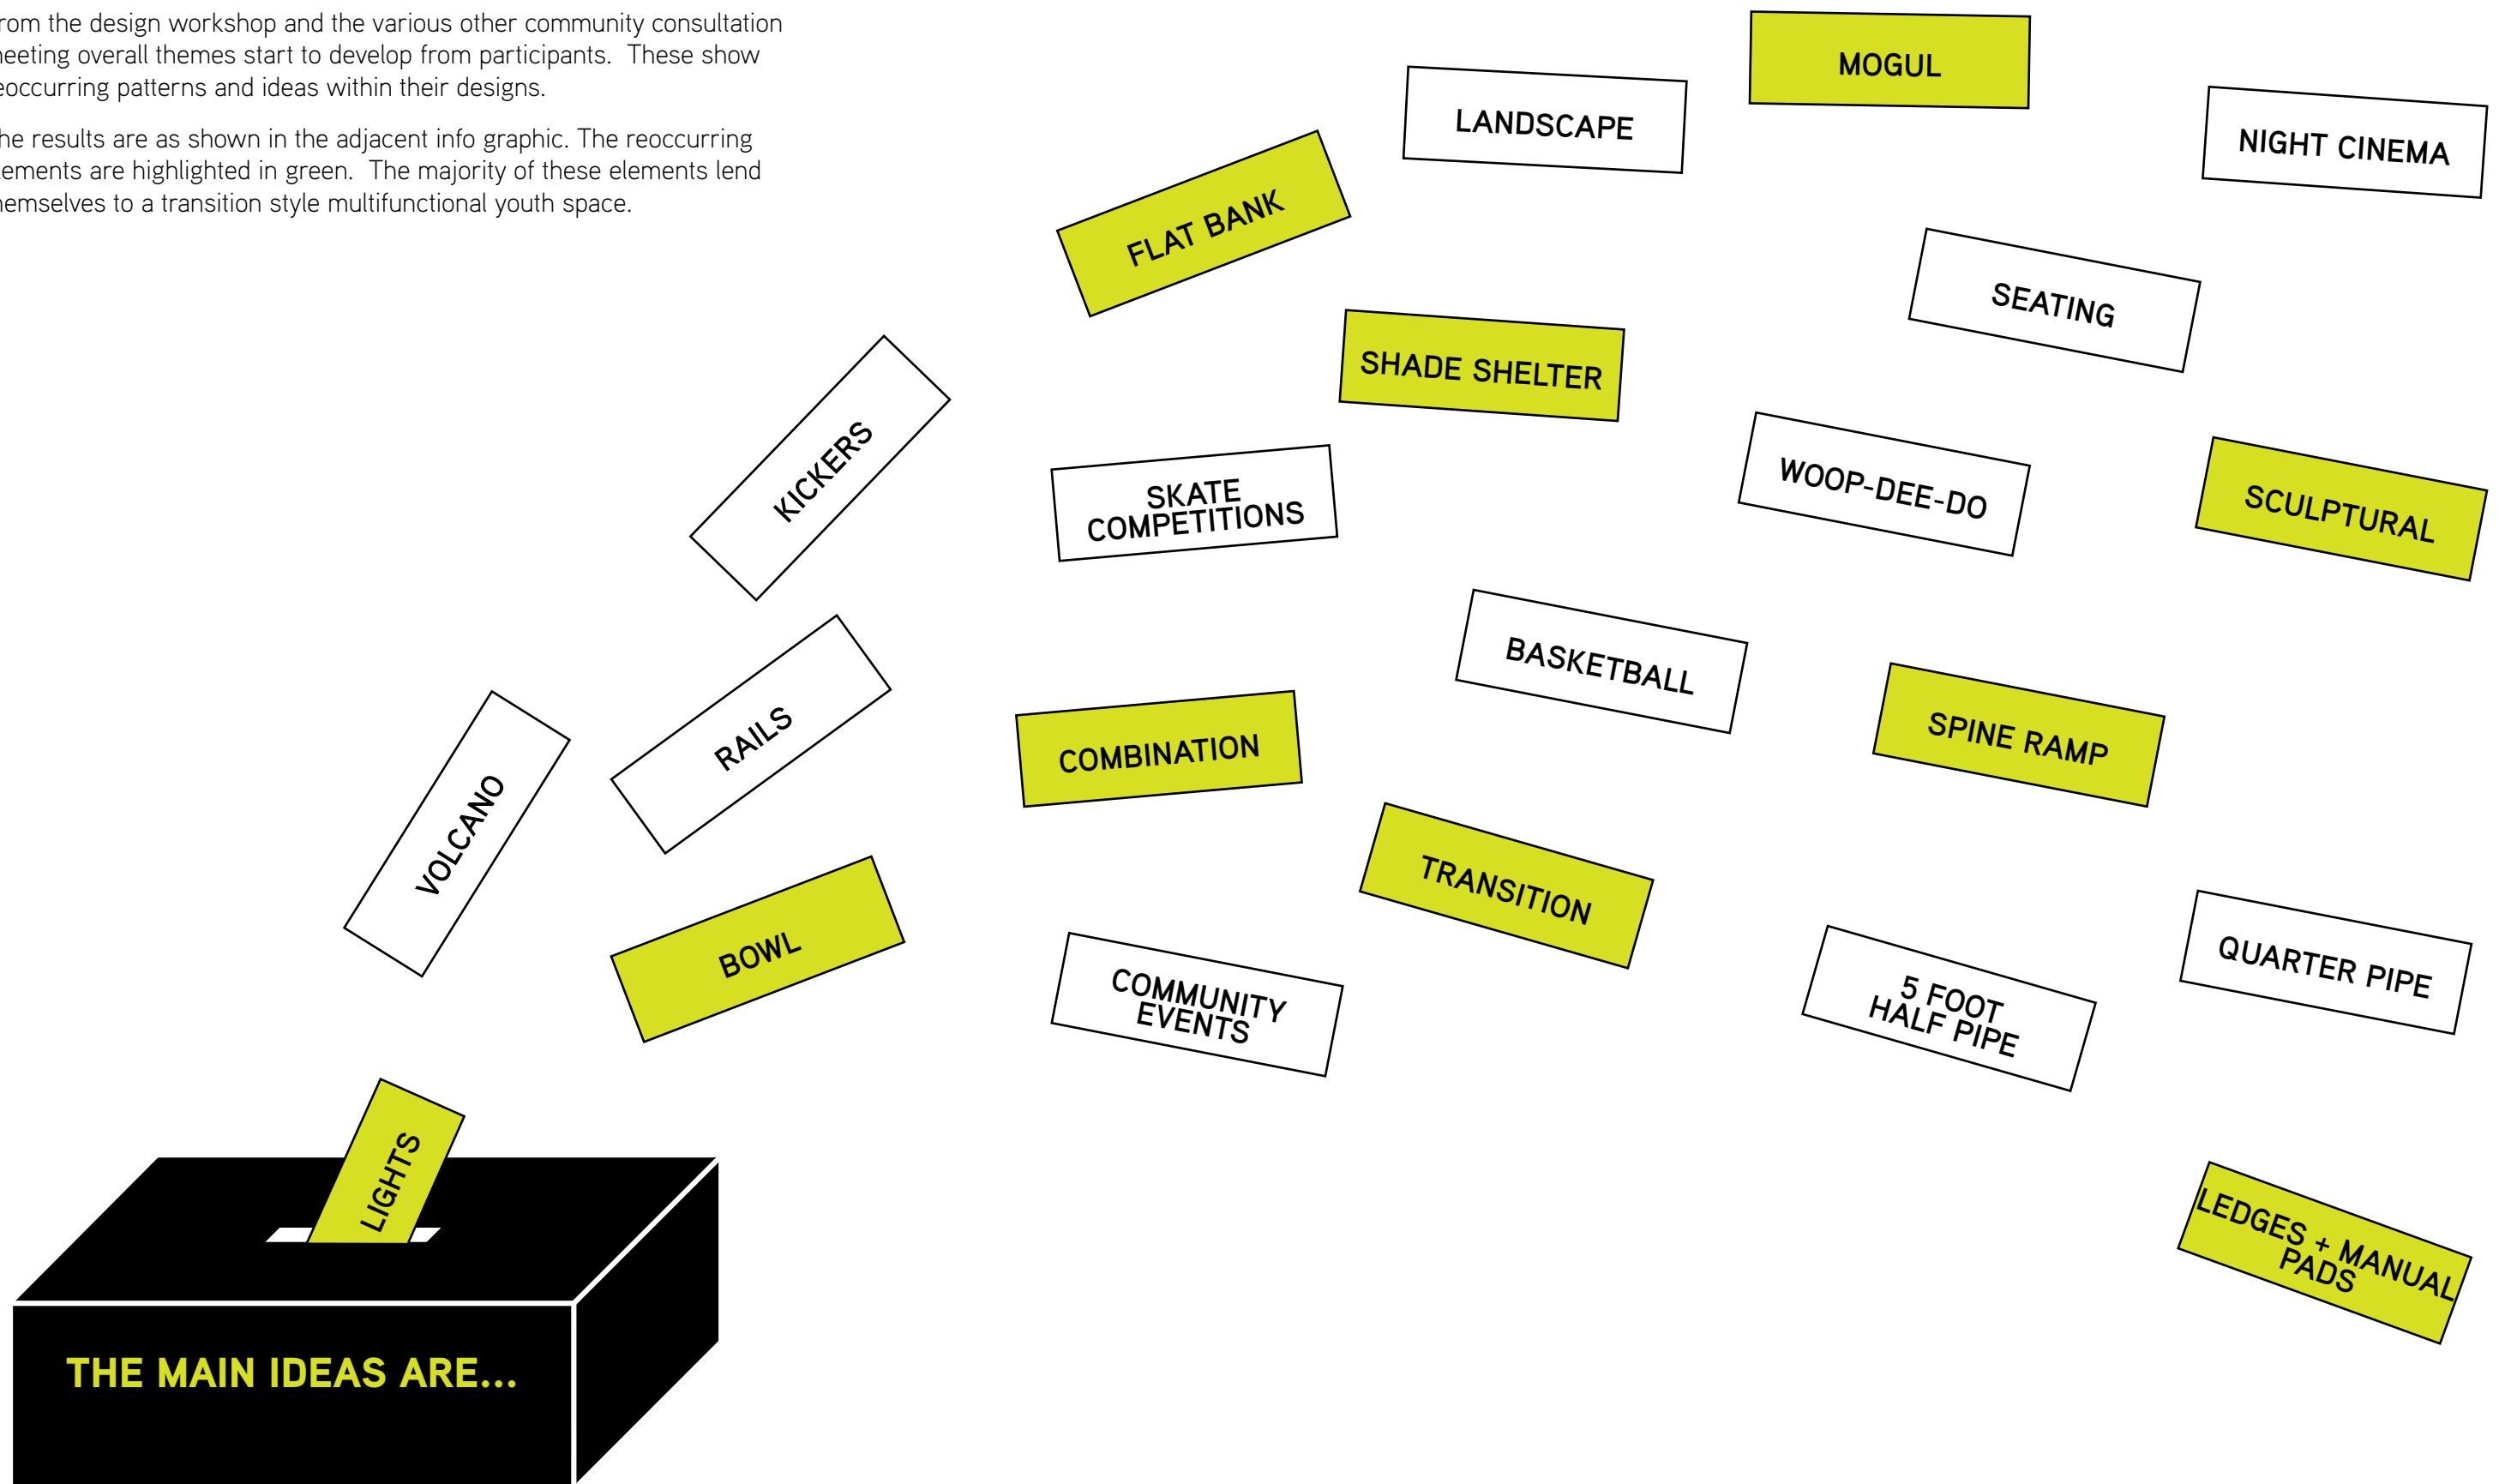 rom the design workshop and the various other community consultation
eeting overall themes start to develop from participants. These show
eoccurring patterns and ideas within their designs.
he results are as shown in the adjacent info graphic. The reoccurring
lements are highlighted in green. The majority of these elements lend
hemselves to a transition style multifunctional youth space.
MOGUL
LANDSCAPE
NIGHT CINEMA
FLAT BANK
SEATING
SHADE SHELTER
KICKERS
SKATE
COMPETITIONS
WOOP-DEE-DO
SCULPTURAL
BASKETBALL
RAILS
COMBINATION
SPINE RAMP
VOLCANO
TRANSITION
BOWL
COMMUNITY
EVENTS
5 FOOT
HALF PIPE
QUARTER PIPE
LIGHTS
LEDGES + MANUAL
PADS
THE MAIN IDEAS ARE...